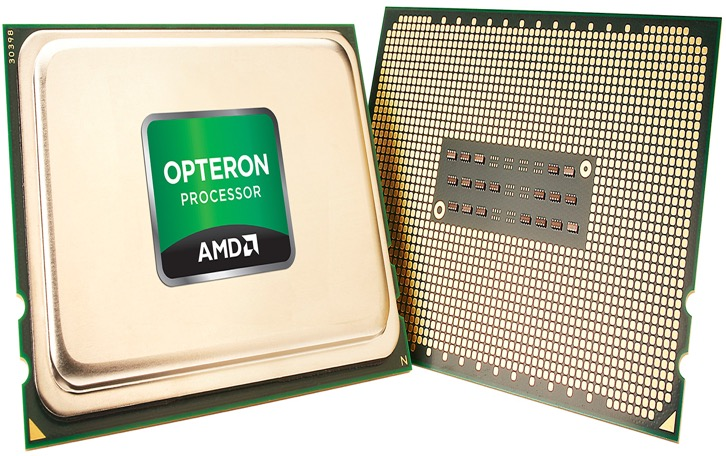 30398
OPTERON
PROCESSOR
AMD
N